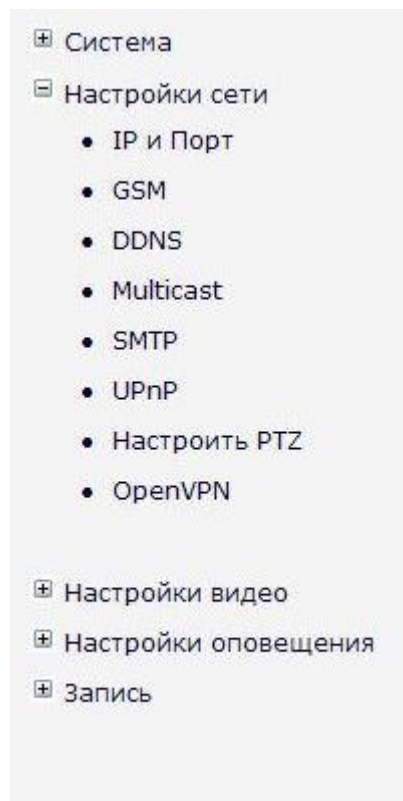 Система
Настройки сети
IP и Порт
GSM
DDNS
Multicast
SMTP
UPnP
Настроить PTZ
OpenVPN
Настройки видео
Настройки оповещения
Запись